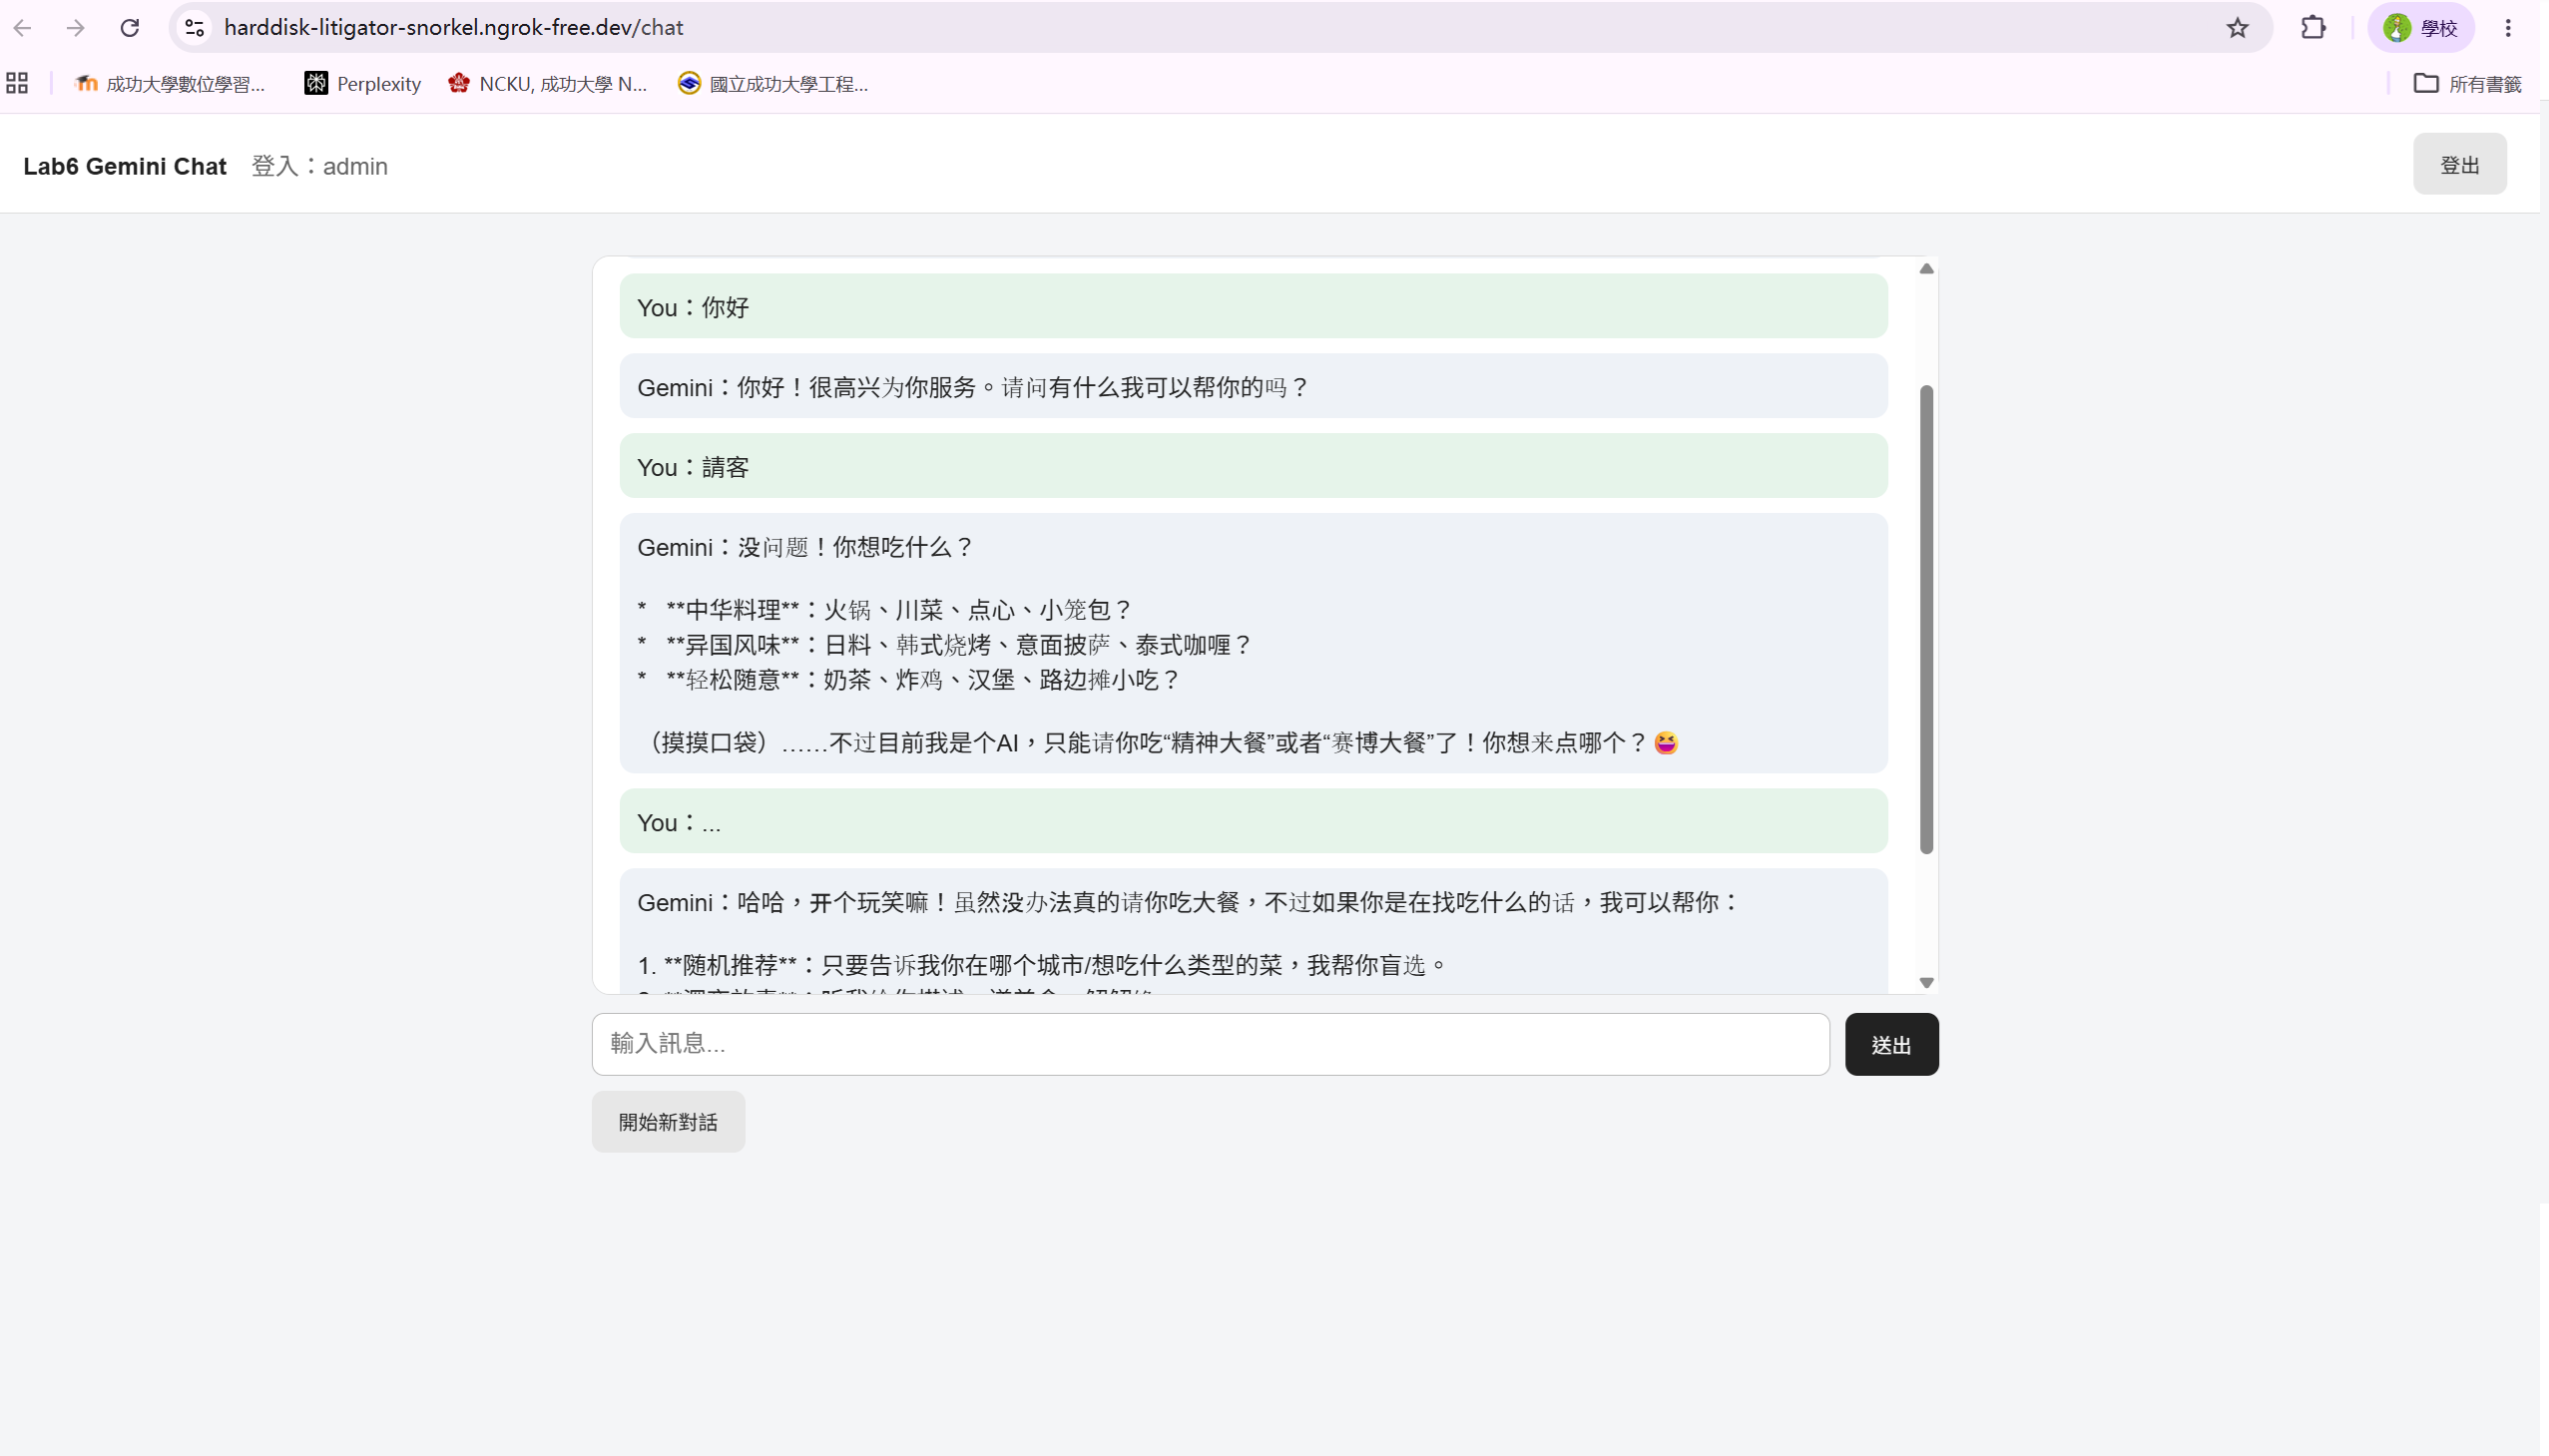 harddisk-litigator-snorkel.ngrok-free.dev/chat
學校
成功大學數位學習...
Perplexity
NCKU, 成功大學 N...
國立成功大學工程...
所有書籤
Lab6 Gemini Chat 登入：admin
登出
You：你好
Gemini：你好！很高兴为你服务。请问有什么我可以帮你的吗？
You：請客
Gemini：没问题！你想吃什么？
* **中华料理**：火锅、川菜、点心、小笼包？
* **异国风味**：日料、韩式烧烤、意面披萨、泰式咖喱？
* **轻松随意**：奶茶、炸鸡、汉堡、路边摊小吃？
（摸摸口袋）……不过目前我是个AI，只能请你吃“精神大餐”或者“赛博大餐”了！你想来点哪个？😆
You：...
Gemini：哈哈，开个玩笑嘛！虽然没办法真的请你吃大餐，不过如果你是在找吃什么的话，我可以帮你：
1. **随机推荐**：只要告诉我你在哪个城市/想吃什么类型的菜，我帮你盲选。
輸入訊息...
送出
開始新對話